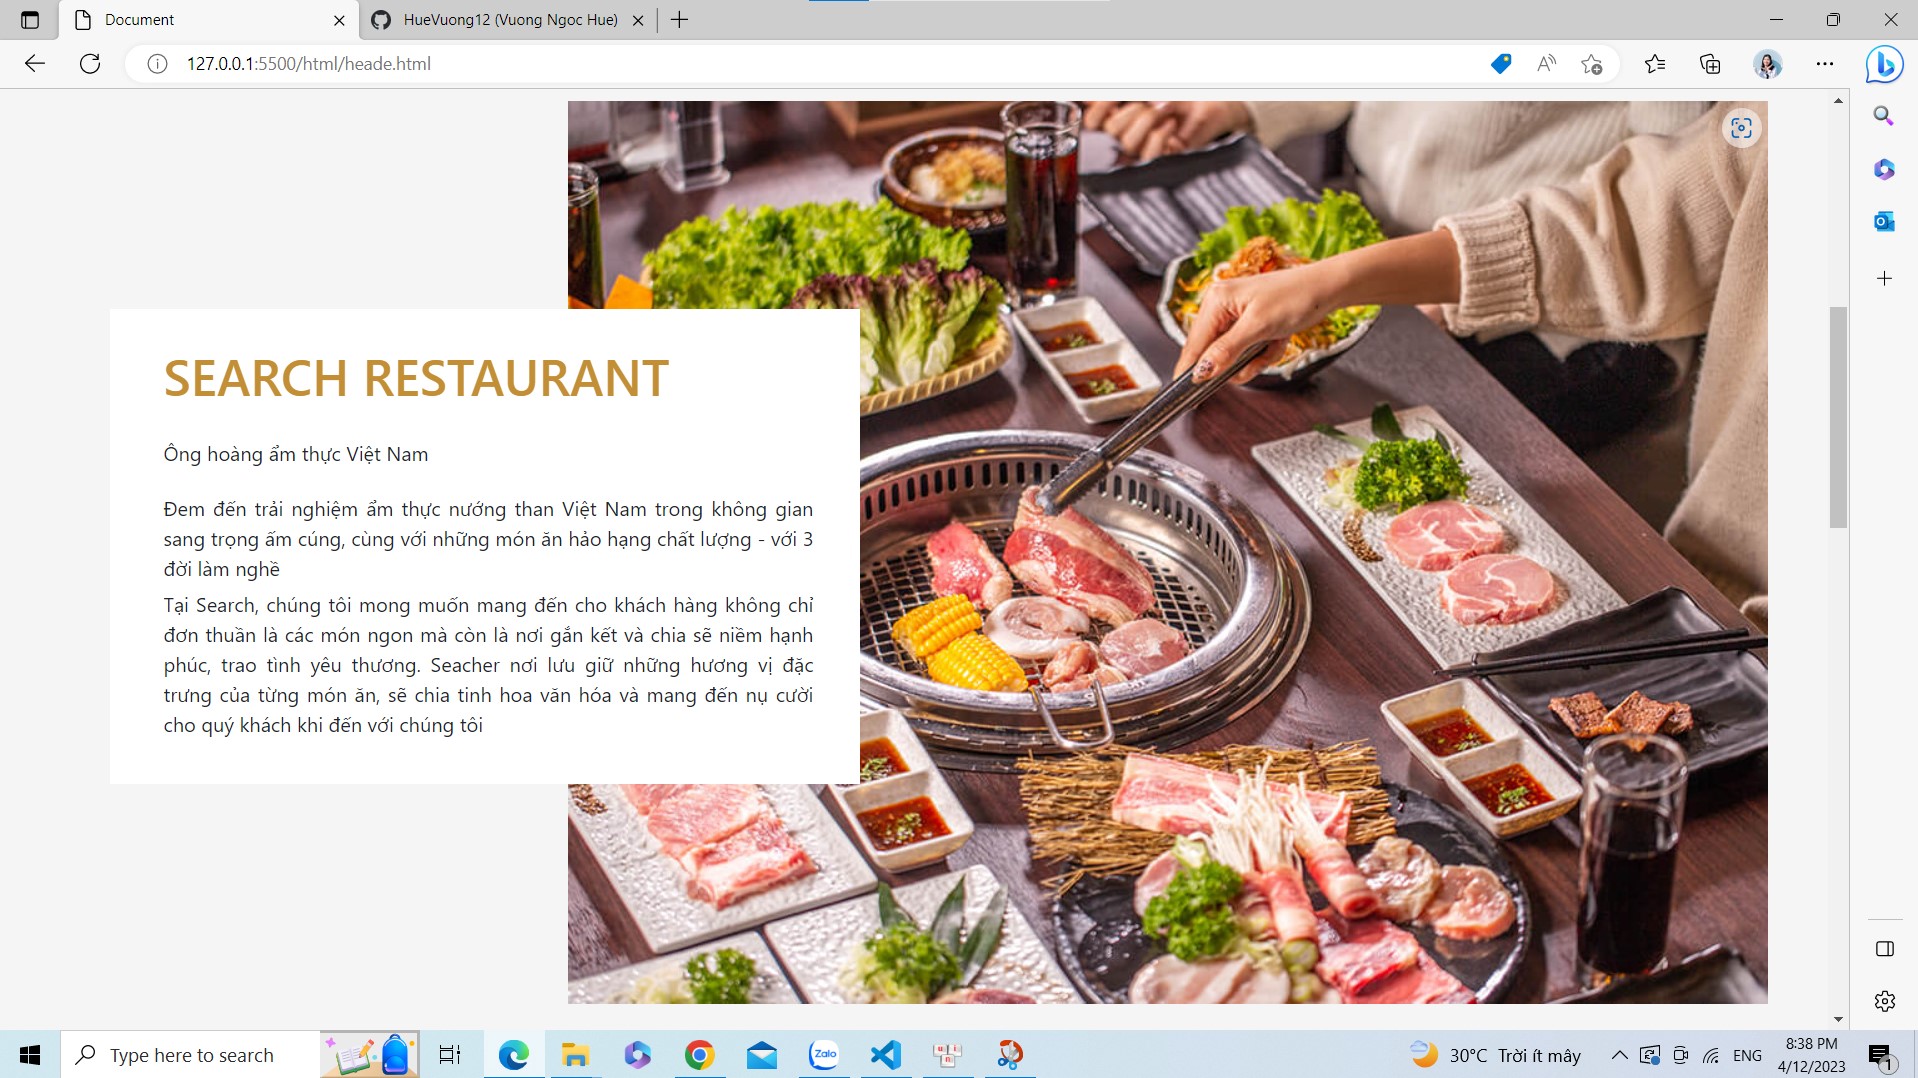 Document
HueVuong12 (Vuong Ngoc Hue)
127.0.0.1:5500/html/heade.html
SEARCH RESTAURANT
Ông hoàng ẩm thực Việt Nam
Đem đến trải nghiệm ẩm thực nướng than Việt Nam trong không gian
sang trọng ấm cúng, cùng với những món ăn hảo hạng chất lượng - với 3
đời làm nghề
Tại Search, chúng tôi mong muốn mang đến cho khách hàng không chỉ
đơn thuần là các món ngon mà còn là nơi gắn kết và chia sẽ niềm hạnh
phúc, trao tình yêu thương. Seacher nơi lưu giữ những hương vị đặc
trưng của từng món ăn, sẽ chia tinh hoa văn hóa và mang đến nụ cười
cho quý khách khi đến với chúng tôi
Type here to search
Zalo
30°C Trời ít mây
ENG
8:38 PM
4/12/2023
1